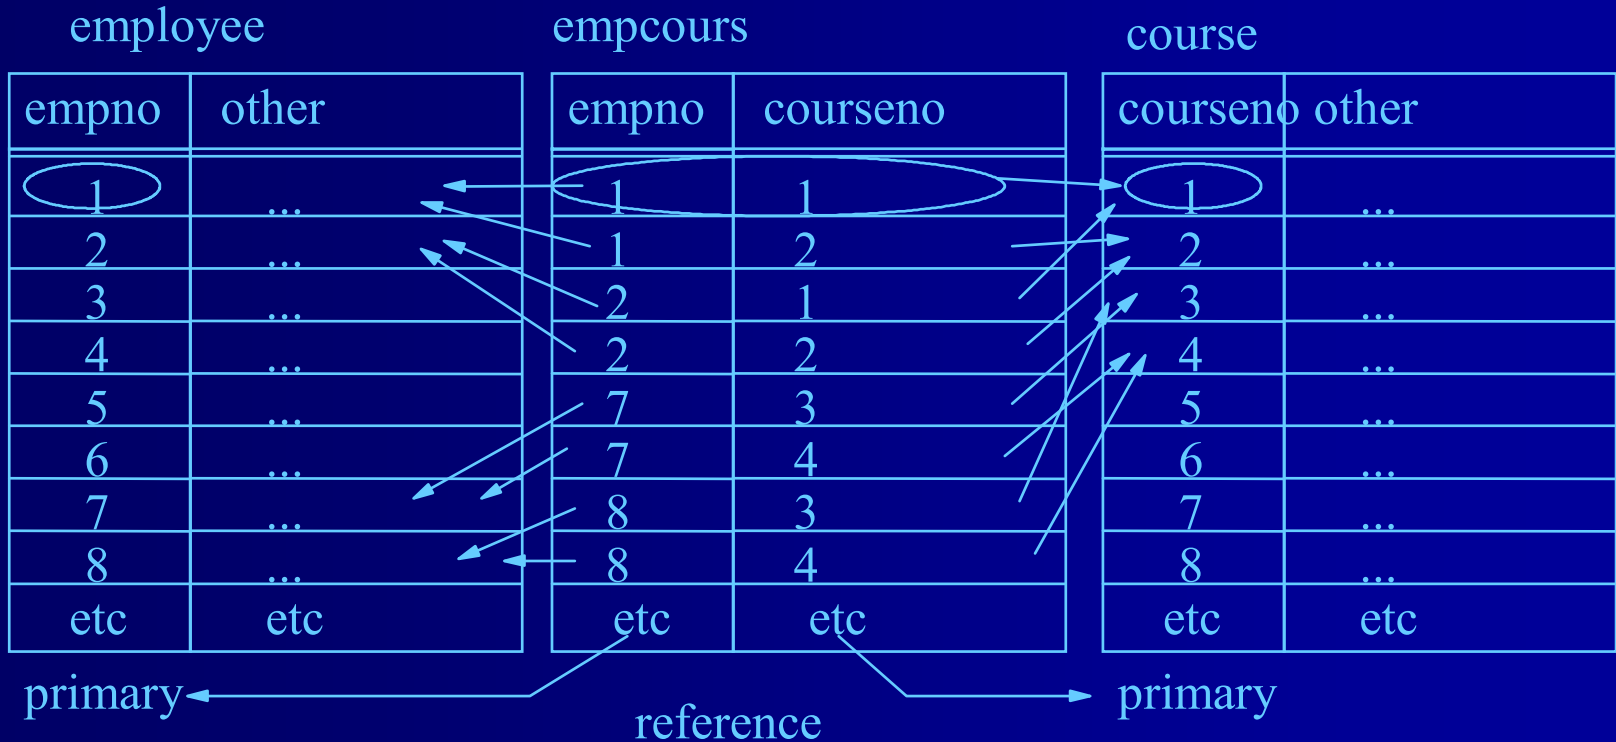 employee empcours course
empno other empno courseno courseno other
1 ... 1 1 1 ...
2 ... 1 2 2 ...
3 ... 2 1 3 ...
4 ... 2 2 4 ...
5 ... 7 3 5 ...
6 ... 7 4 6 ...
7 ... 8 3 7 ...
8 ... 8 4 8 ...
etc etc etc etc etc etc
primary primary
reference